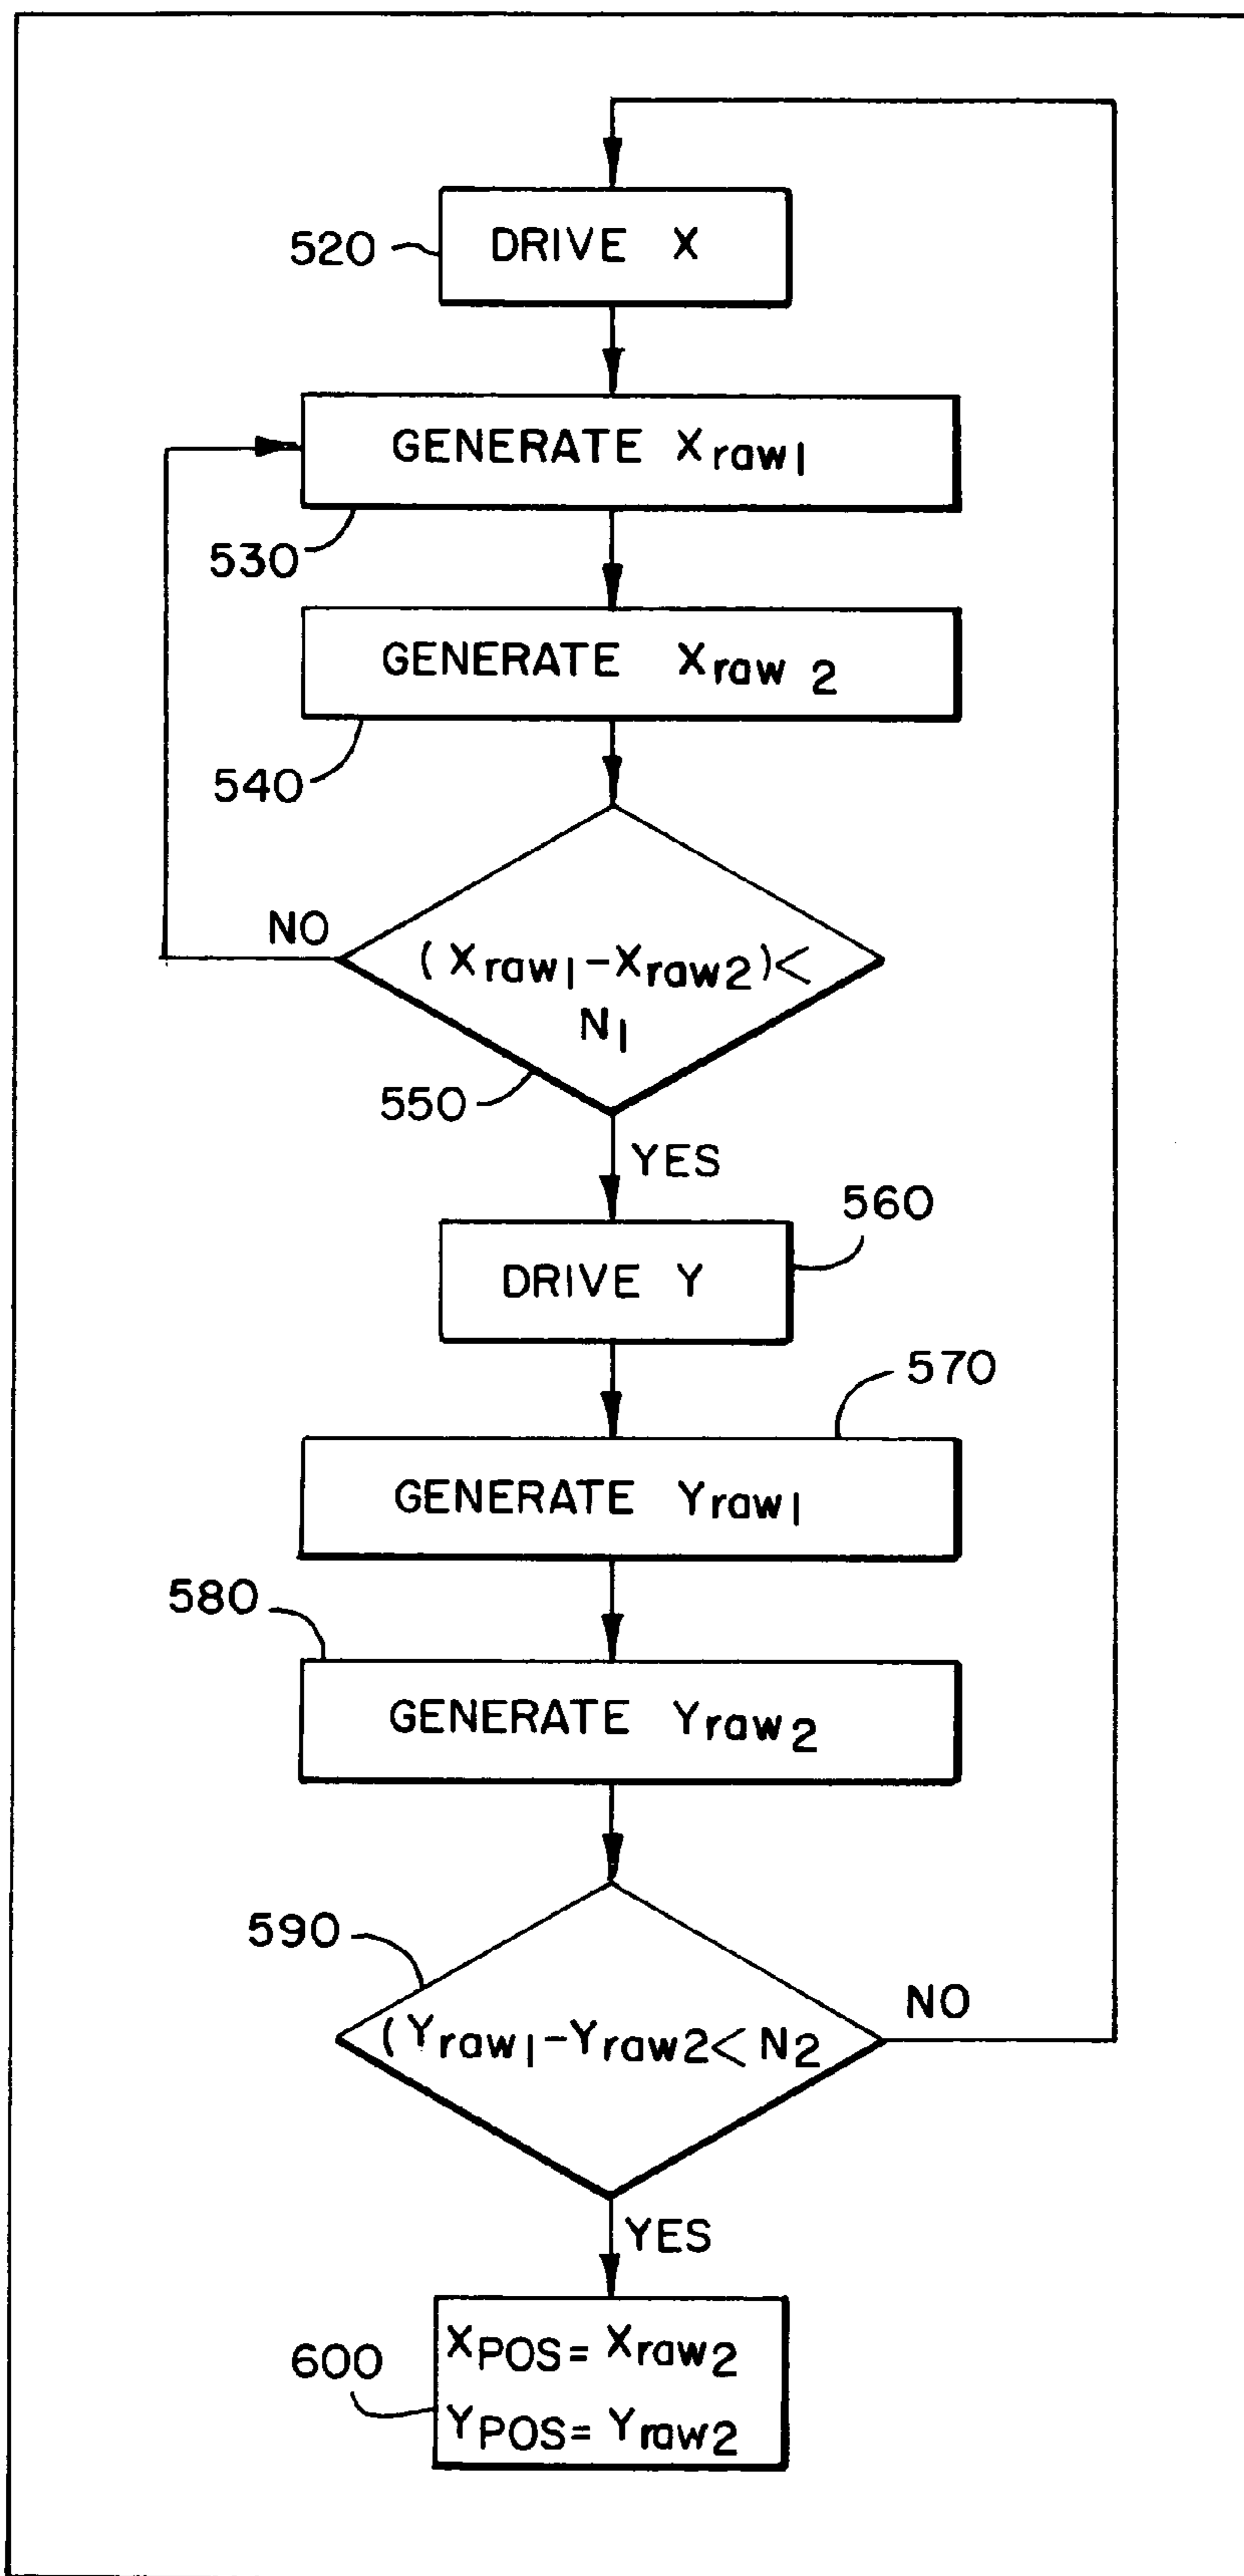 520
DRIVE X
GENERATE Xraw1
530
GENERATE Xraw 2
540
NO
(Xraw1-Xraw2)<
N1
550
YES
560
DRIVE Y
570
GENERATE Yraw1
580
GENERATE Yraw2
590
NO
(Yraw1-Yraw2<N2
YES
600
XPOS= Xraw2
YPOS= Yraw2